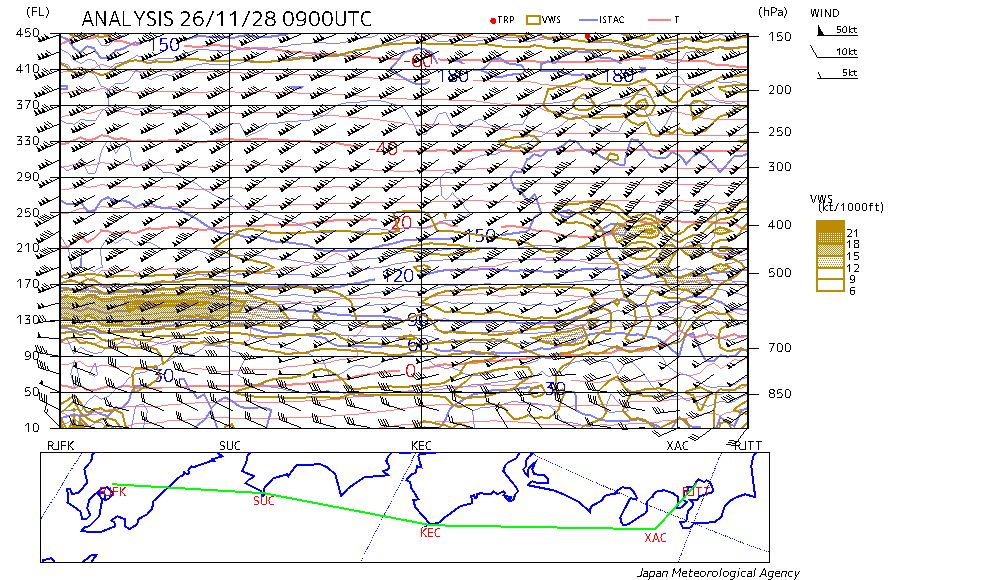 (FL) ANALYSIS 26/11/28 0900UTC TRP VWS ISTAC T (hPa) WIND
450 150 150 50kt
-60 10kt
410 180 180 5kt
370 200
330 -40 250
290 300
250 VWS
(kt/1000ft)
20 400
210 150 21
120 500 18
170 15
12
130 90 9
60 6
90 700
30 0 30
50 850
10
RJFK SUC KEC XAC RJTT
RJFK SUC KEC XAC RJTT
Japan Meteorological Agency